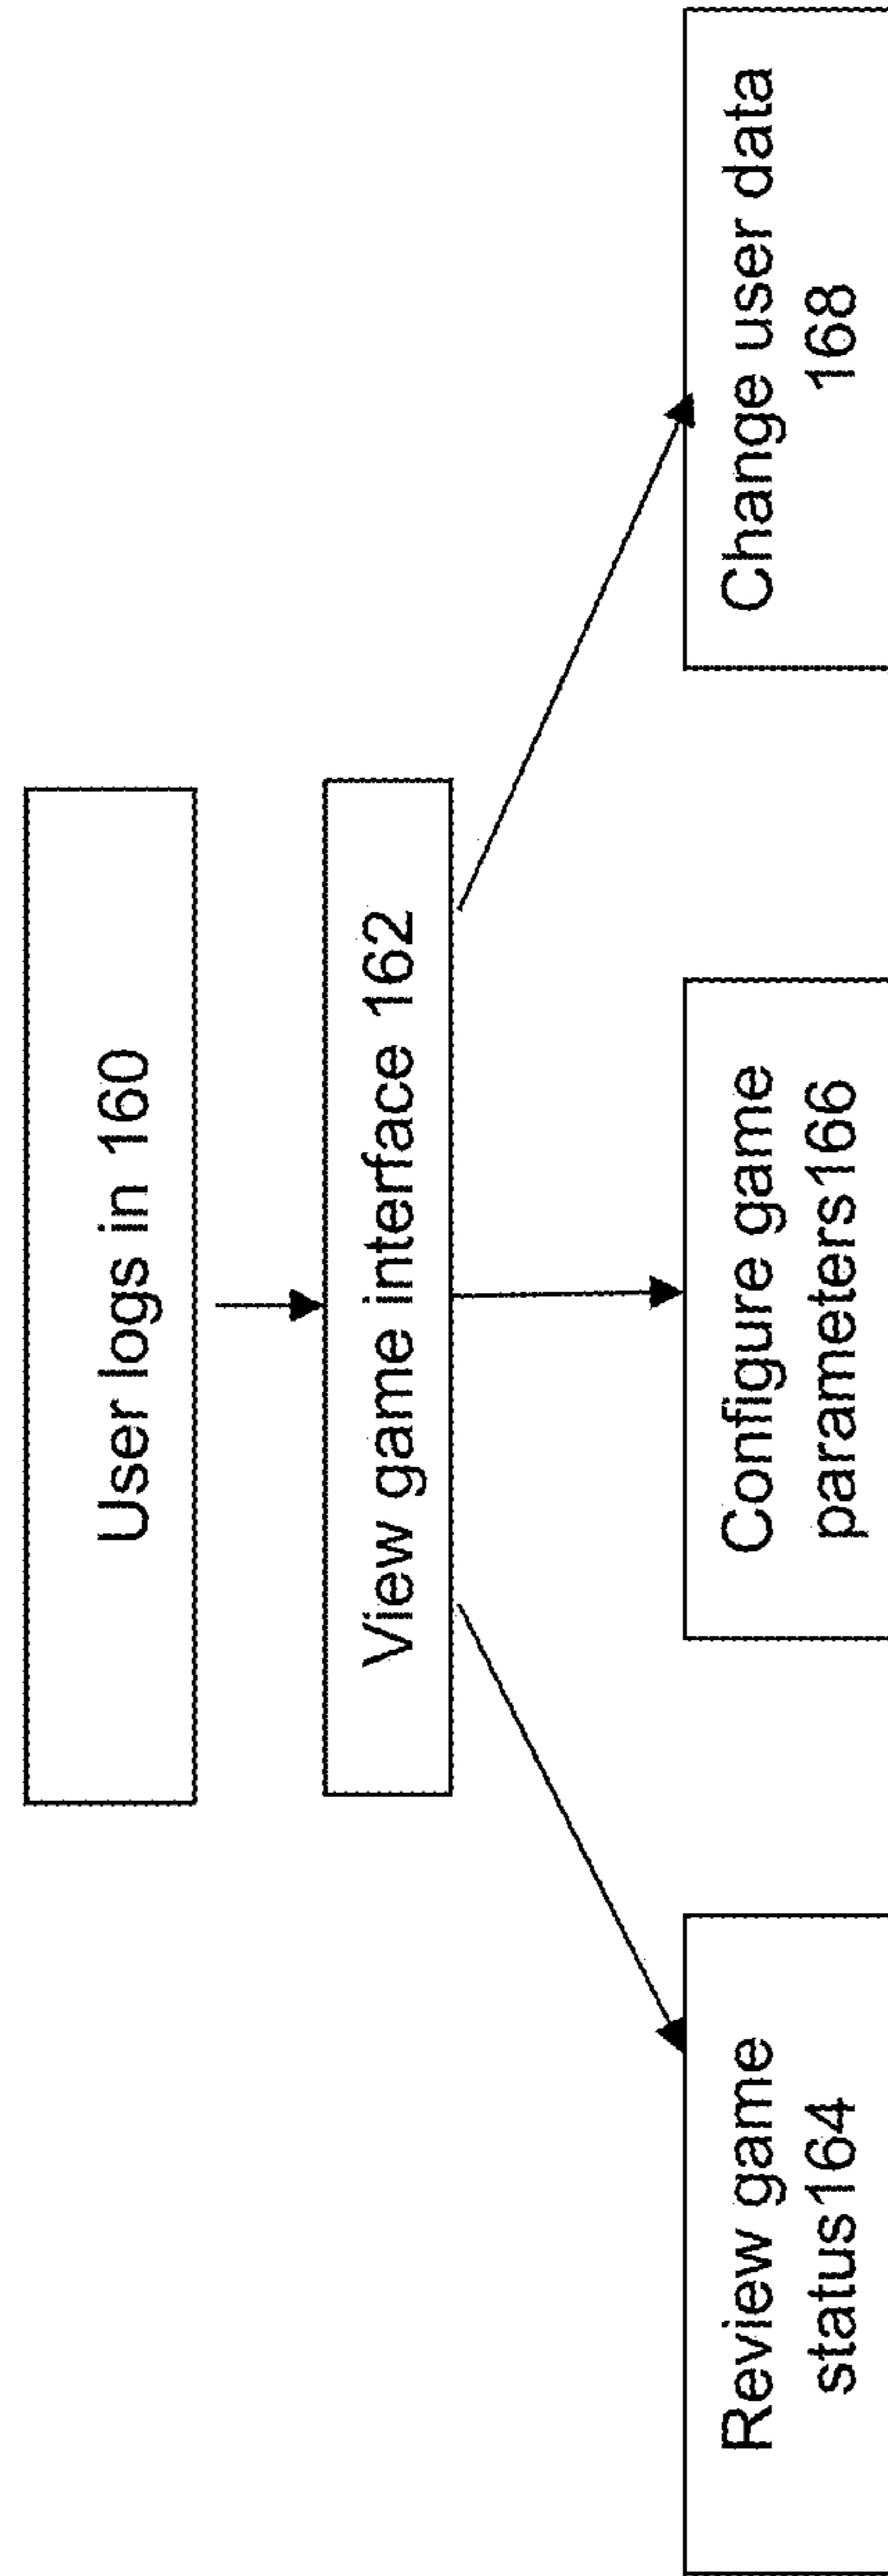 User logs in 160
View game interface 162
Review game
status164
Configure game
parameters166
Change user data
168